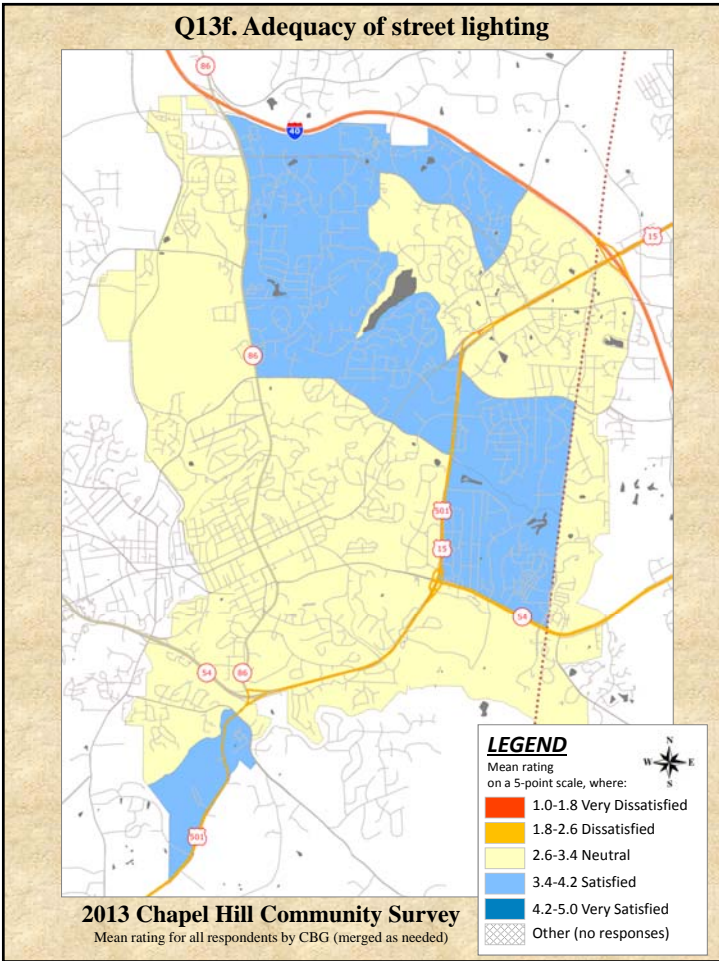 Q13f. Adequacy of street lighting
86
40
15
86
501
15
54
54
86
501
LEGEND
Mean rating
on a 5-point scale, where:
N
W E
S
1.0-1.8 Very Dissatisfied
1.8-2.6 Dissatisfied
2.6-3.4 Neutral
3.4-4.2 Satisfied
4.2-5.0 Very Satisfied
Other (no responses)
2013 Chapel Hill Community Survey
Mean rating for all respondents by CBG (merged as needed)